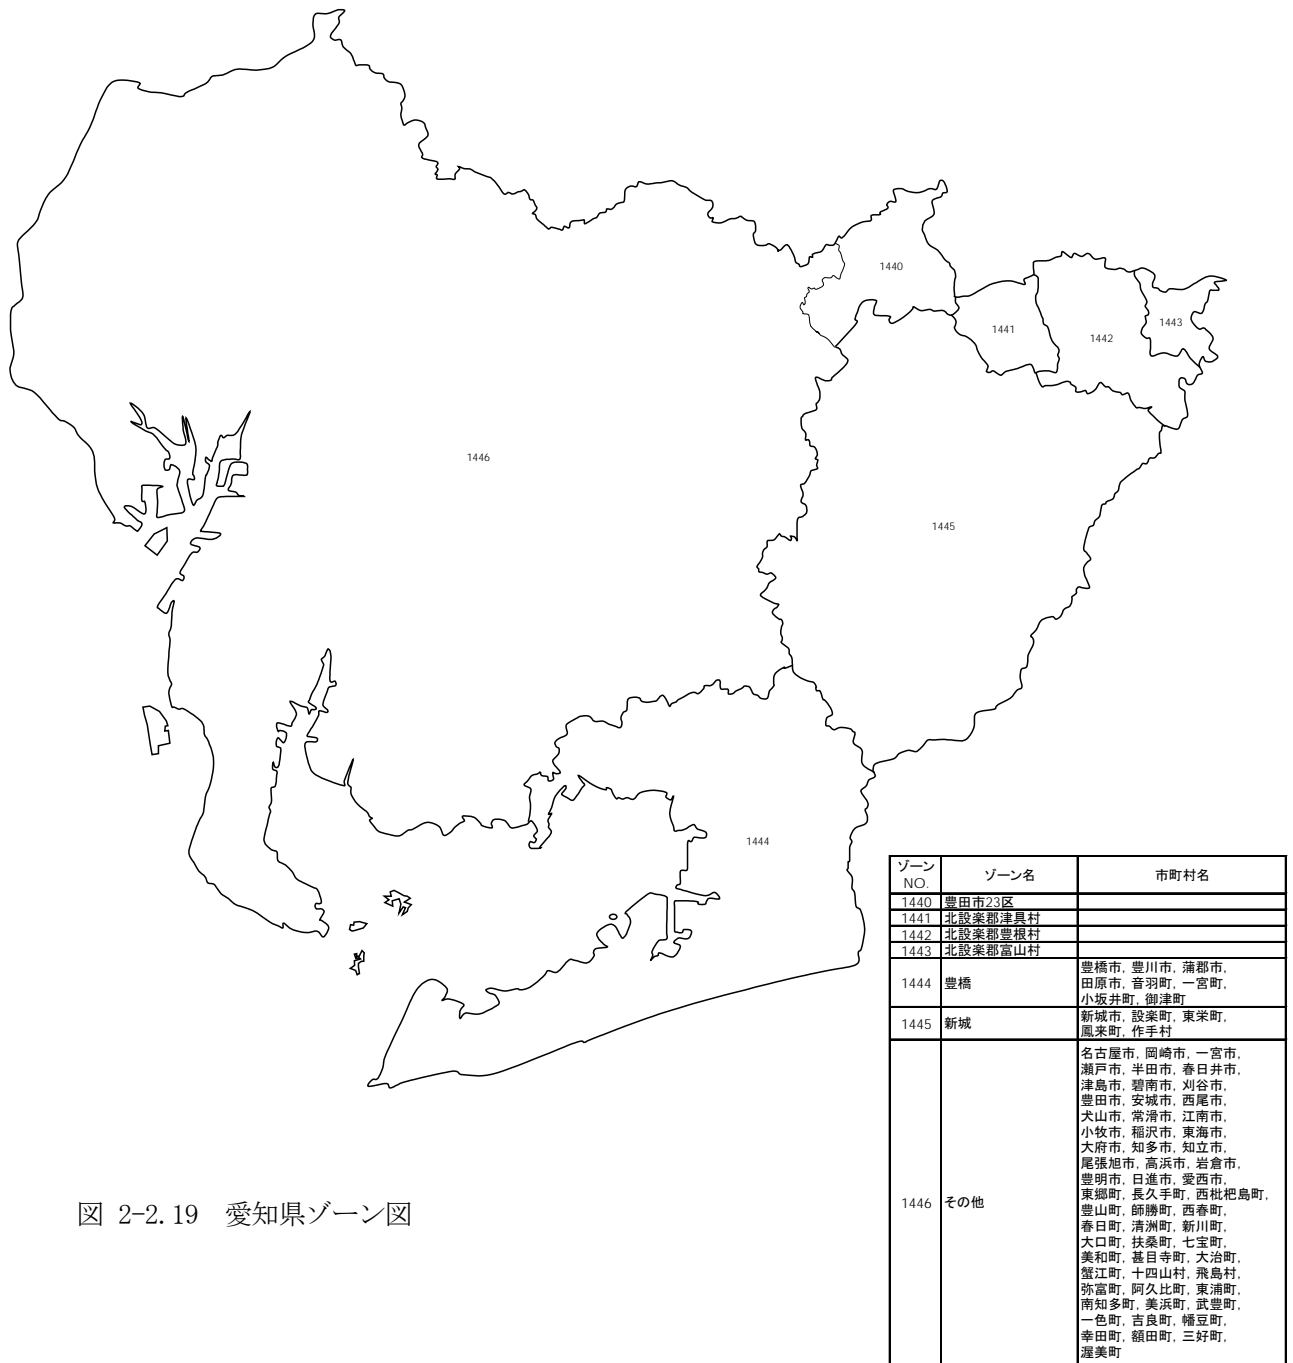 1440
1441
1442
1443
1446
1445
1444
ゾーン
NO.
ゾーン名
市町村名
1440 豊田市23区
1441 北設楽郡津具村
1442 北設楽郡豊根村
1443 北設楽郡富山村
1444 豊橋
豊橋市, 豊川市, 蒲郡市,
田原市, 音羽町, 一宮町,
小坂井町, 御津町
1445 新城
新城市, 設楽町, 東栄町,
鳳来町, 作手村
1446 その他
名古屋市, 岡崎市, 一宮市,
瀬戸市, 半田市, 春日井市,
津島市, 碧南市, 刈谷市,
豊田市, 安城市, 西尾市,
犬山市, 常滑市, 江南市,
小牧市, 稲沢市, 東海市,
大府市, 知多市, 知立市,
尾張旭市, 高浜市, 岩倉市,
豊明市, 日進市, 愛西市,
東郷町, 長久手町, 西枇杷島町,
豊山町, 師勝町, 西春町,
春日町, 清洲町, 新川町,
大口町, 扶桑町, 七宝町,
美和町, 甚目寺町, 大治町,
蟹江町, 十四山村, 飛島村,
弥富町, 阿久比町, 東浦町,
南知多町, 美浜町, 武豊町,
一色町, 吉良町, 幡豆町,
幸田町, 額田町, 三好町,
渥美町
図 2-2.19 愛知県ゾーン図